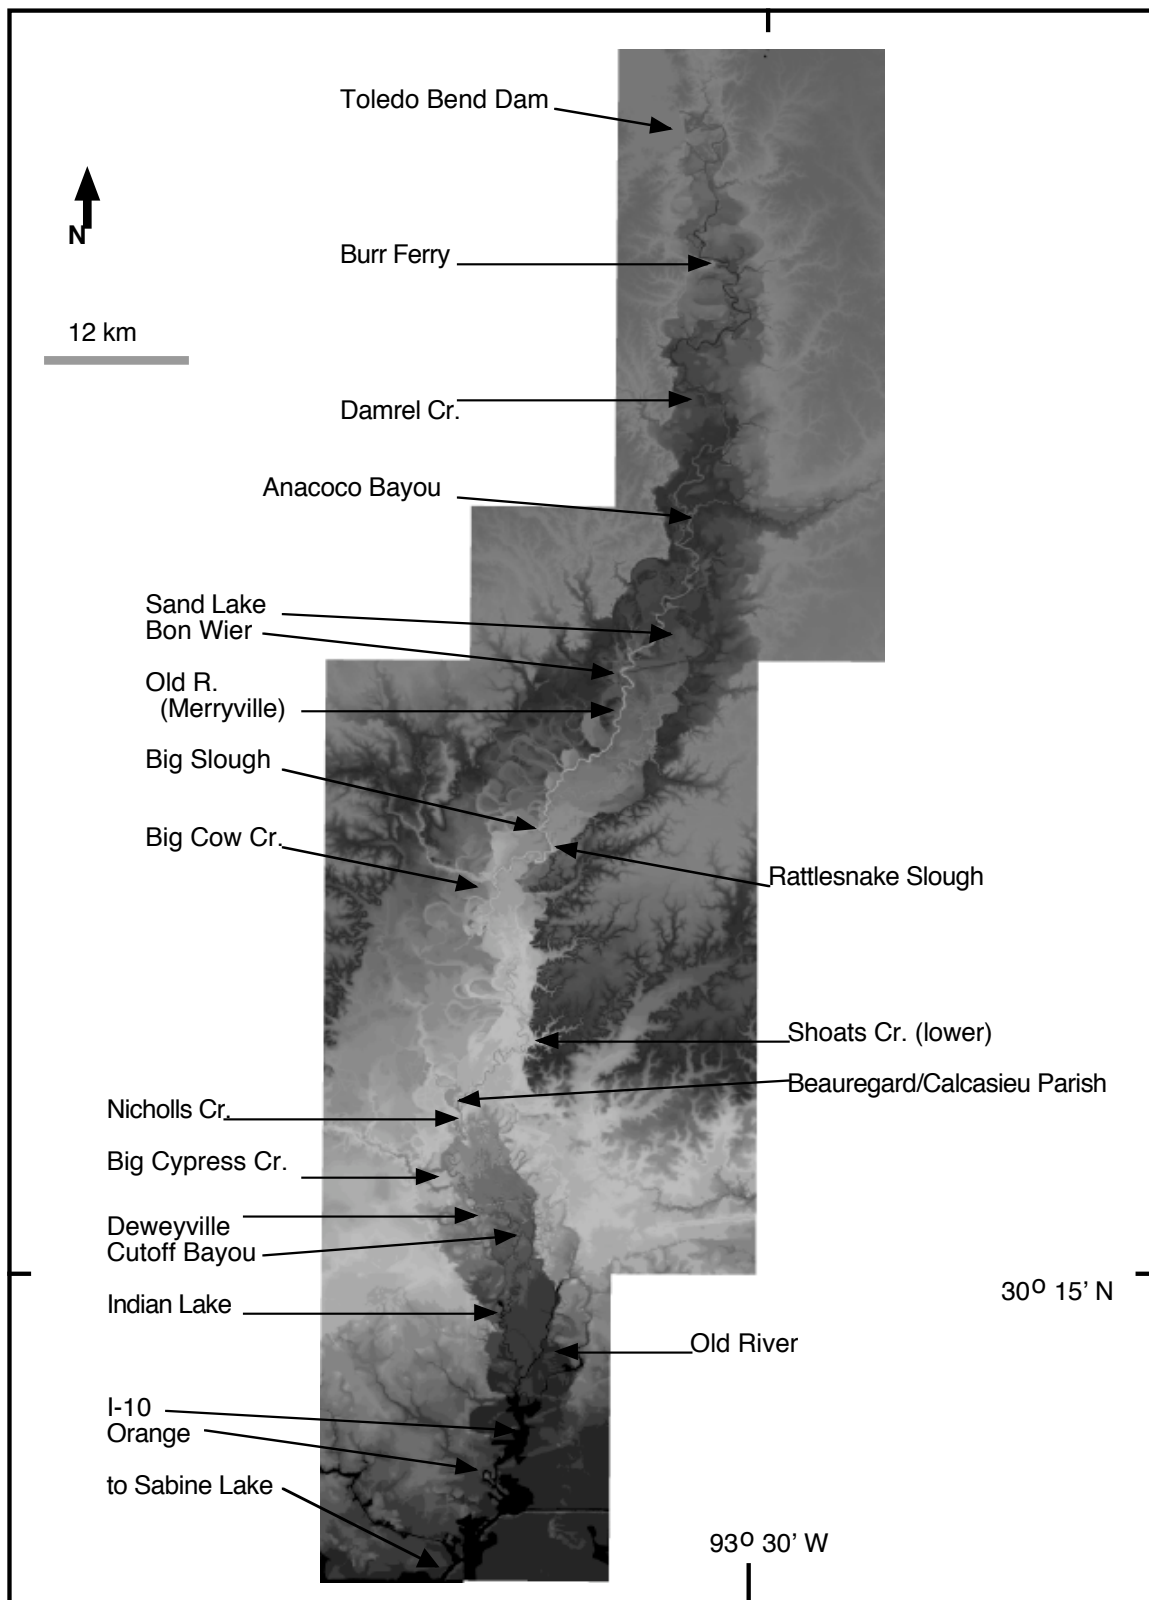 Toledo Bend Dam
N
Burr Ferry
12 km
Damrel Cr.
Anacoco Bayou
Sand Lake
Bon Wier
Old R.
(Merryville)
Big Slough
Big Cow Cr.
Rattlesnake Slough
Shoats Cr. (lower)
Beauregard/Calcasieu Parish
Nicholls Cr.
Big Cypress Cr.
Deweyville
Cutoff Bayou
30º 15’ N
Indian Lake
Old River
I-10
Orange
to Sabine Lake
93º 30’ W